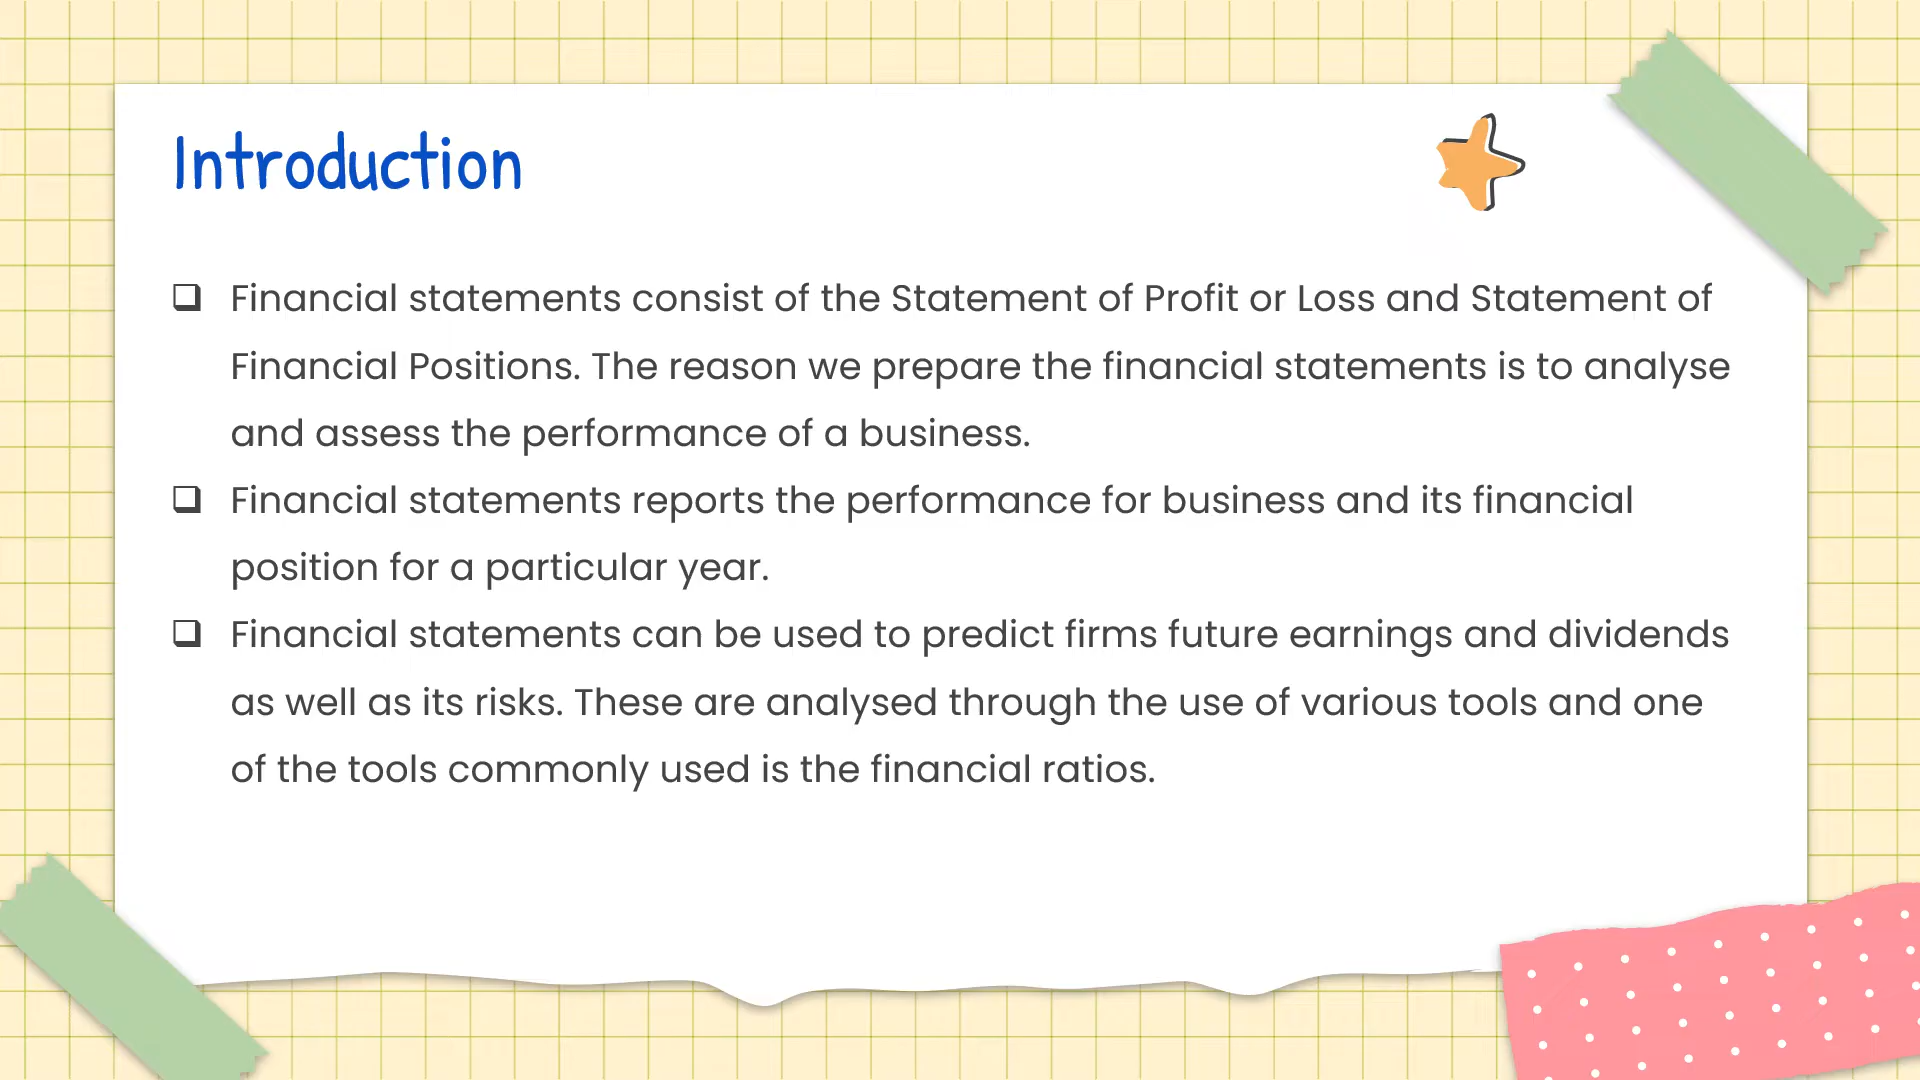 Introduction
❑ Financial statements consist of the Statement of Profit or Loss and Statement of
Financial Positions. The reason we prepare the financial statements is to analyse
and assess the performance of a business.
❑ Financial statements reports the performance for business and its financial
position for a particular year.
❑ Financial statements can be used to predict firms future earnings and dividends
as well as its risks. These are analysed through the use of various tools and one
of the tools commonly used is the financial ratios.